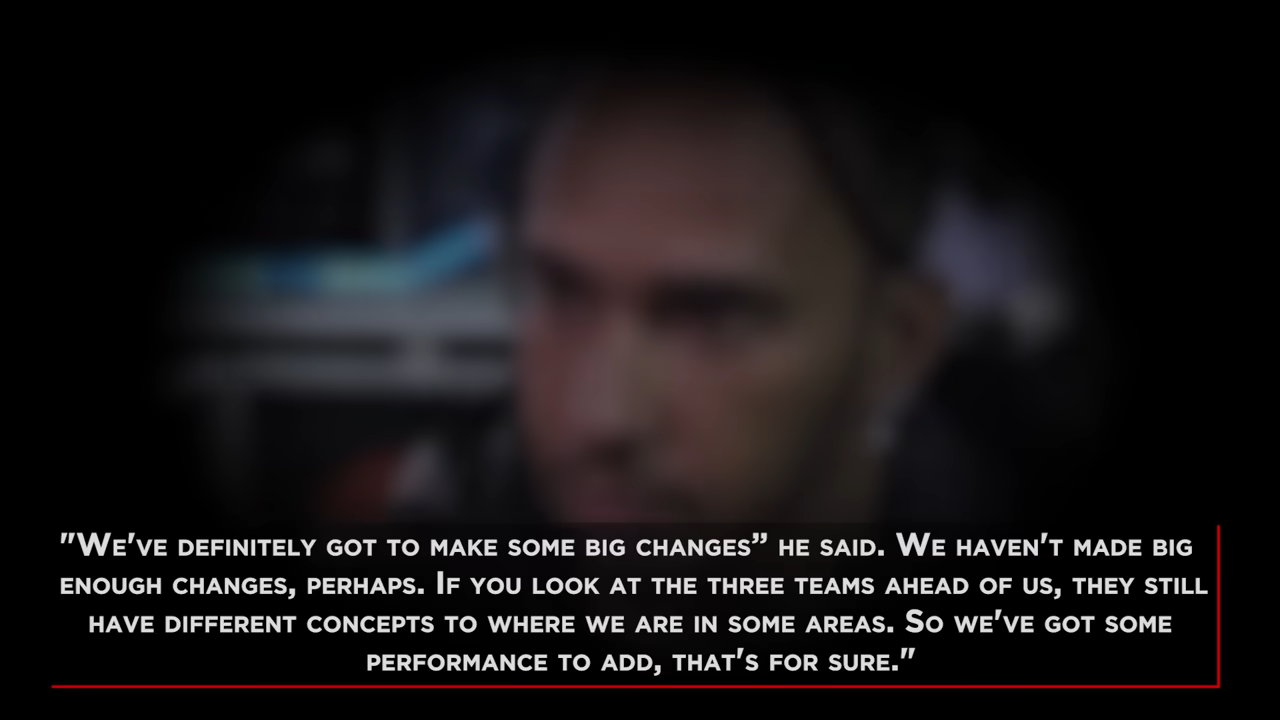 "We've definitely got to make some big changes” he said. We haven't made big
enough changes, perhaps. If you look at the three teams ahead of us, they still
have different concepts to where we are in some areas. So we've got some
performance to add, that's for sure."